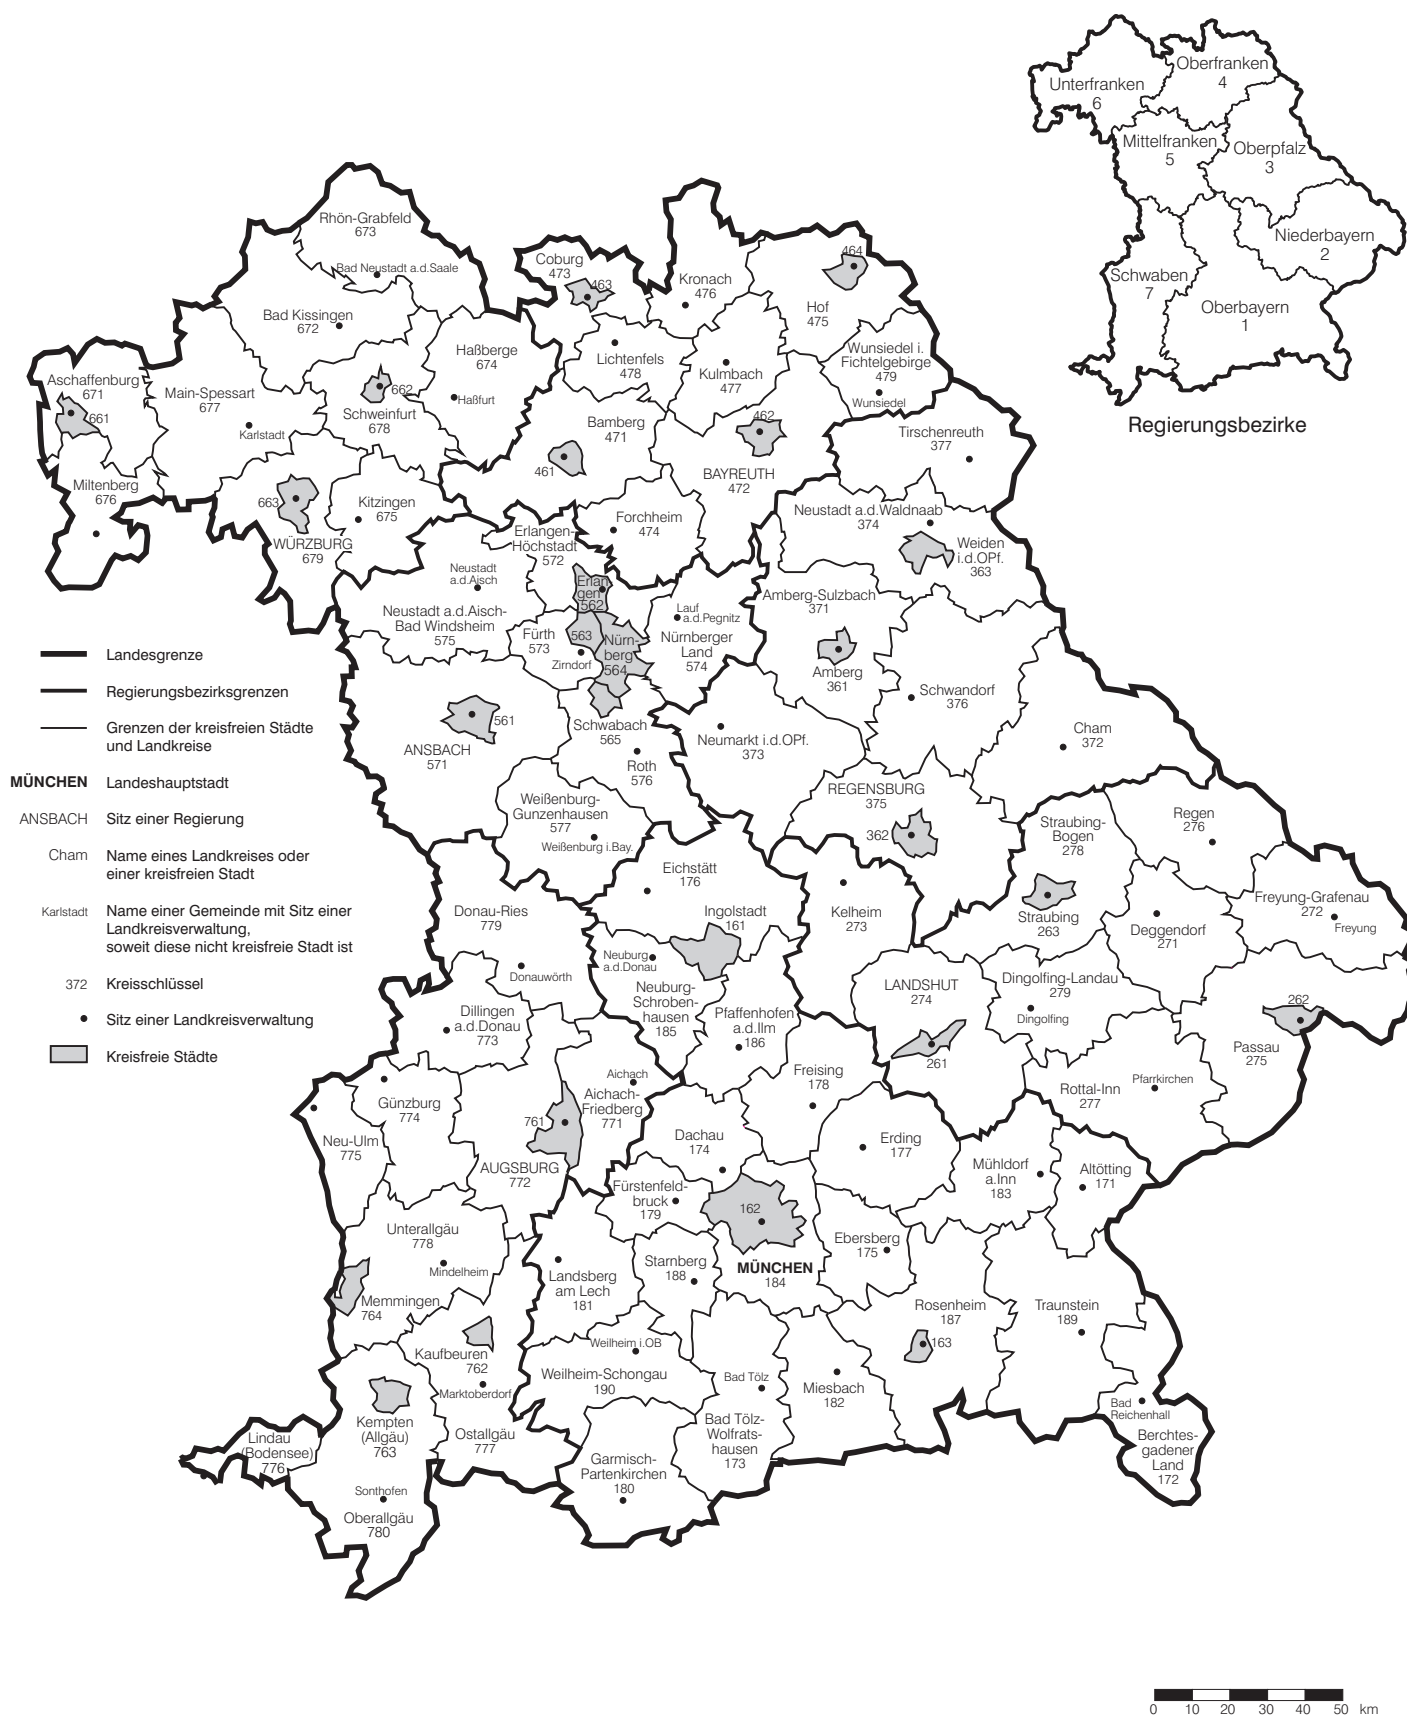 Unterfranken
6
Oberfranken
4
Mittelfranken
5
Oberpfalz
3
Niederbayern
2
Schwaben
7
Oberbayern
1
Regierungsbezirke
Rhön-Grabfeld
673
Bad Neustadt a.d.Saale
Coburg
473
463
Kronach
476
464
Hof
475
Bad Kissingen
672
Haßberge
674
Haßfurt
Lichtenfels
478
Kulmbach
477
Wunsiedel i.
Fichtelgebirge
479
Wunsiedel
Aschaffenburg
671
661
Main-Spessart
677
Karlstadt
662
Schweinfurt
678
Bamberg
471
461
462
BAYREUTH
472
Tirschenreuth
377
Miltenberg
676
663
WÜRZBURG
679
Kitzingen
675
Forchheim
474
Erlangen-
Höchstadt
572
Neustadt a.d.Waldnaab
374
Weiden
i.d.OPf.
363
Neustadt
a.d.Aisch
Neustadt a.d.Aisch-
Bad Windsheim
575
Erlan-
gen
562
Fürth
573
563
Zirndorf
Nürn-
berg
564
Lauf
a.d.Pegnitz
Nürnberger
Land
574
Amberg-Sulzbach
371
Amberg
361
Schwandorf
376
Cham
372
561
ANSBACH
571
Schwabach
565
Roth
576
Neumarkt i.d.OPf.
373
Weißenburg-
Gunzenhausen
577
Weißenburg i.Bay.
REGENSBURG
375
362
Straubing-
Bogen
278
Straubing
263
Regen
276
Freyung-Grafenau
272
Freyung
Deggendorf
271
Landesgrenze
Regierungsbezirksgrenzen
Grenzen der kreisfreien Städte
und Landkreise
MÜNCHEN Landeshauptstadt
ANSBACH Sitz einer Regierung
Cham Name eines Landkreises oder
einer kreisfreien Stadt
Karlstadt Name einer Gemeinde mit Sitz einer
Landkreisverwaltung,
soweit diese nicht kreisfreie Stadt ist
372 Kreisschlüssel
Sitz einer Landkreisverwaltung
Kreisfreie Städte
Eichstätt
176
Ingolstadt
161
Kelheim
273
Donau-Ries
779
Donauwörth
Neuburg
a.d.Donau
Neuburg-
Schroben-
hausen
185
Pfaffenhofen
a.d.Ilm
186
LANDSHUT
274
261
Dingolfing-Landau
279
Dingolfing
262
Passau
275
Rottal-Inn
277
Pfarrkirchen
Dillingen
a.d.Donau
773
Günzburg
774
Neu-Ulm
775
Aichach
Aichach-
Friedberg
771
761
AUGSBURG
772
Freising
178
Dachau
174
Erding
177
Mühldorf
a.Inn
183
Altötting
171
Fürstenfeld-
bruck
179
162
MÜNCHEN
184
Ebersberg
175
Unterallgäu
778
Mindelheim
Memmingen
764
Landsberg
am Lech
181
Starnberg
188
Rosenheim
187
163
Traunstein
189
Kaufbeuren
762
Marktoberdorf
Weilheim i.OB
Weilheim-Schongau
190
Bad Tölz
Bad Tölz-
Wolfrats-
hausen
173
Miesbach
182
Bad
Reichenhall
Berchtes-
gadener
Land
172
Kempten
(Allgäu)
763
Ostallgäu
777
Lindau
(Bodensee)
776
Garmisch-
Partenkirchen
180
Sonthofen
Oberallgäu
780
0 10 20 30 40 50 km